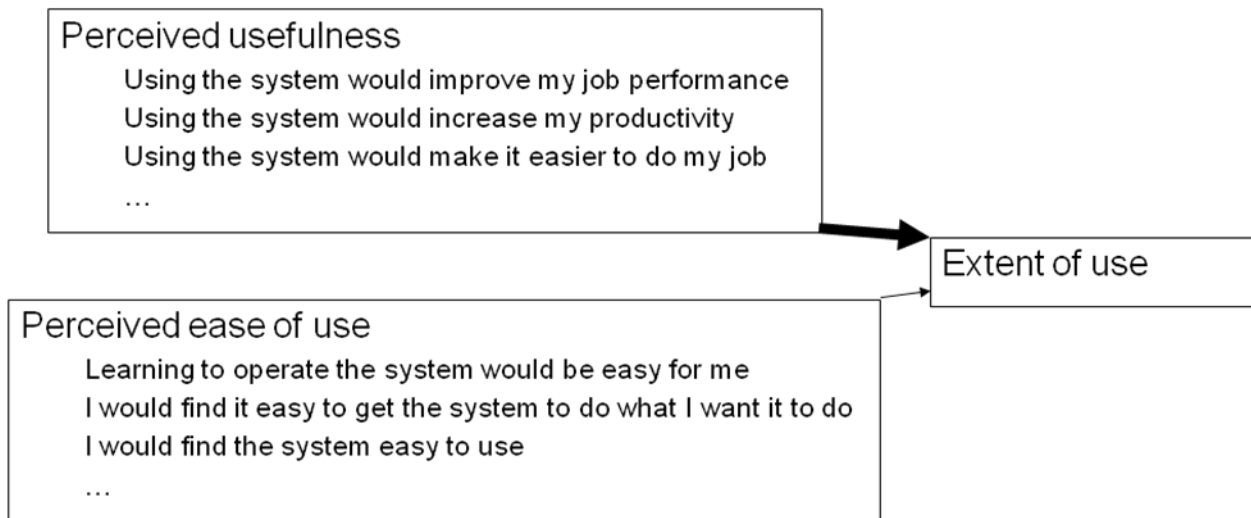 Perceived usefulness
Using the system would improve my job performance
Using the system would increase my productivity
Using the system would make it easier to do my job
…
Extent of use
Perceived ease of use
Learning to operate the system would be easy for me
I would find it easy to get the system to do what I want it to do
I would find the system easy to use
…